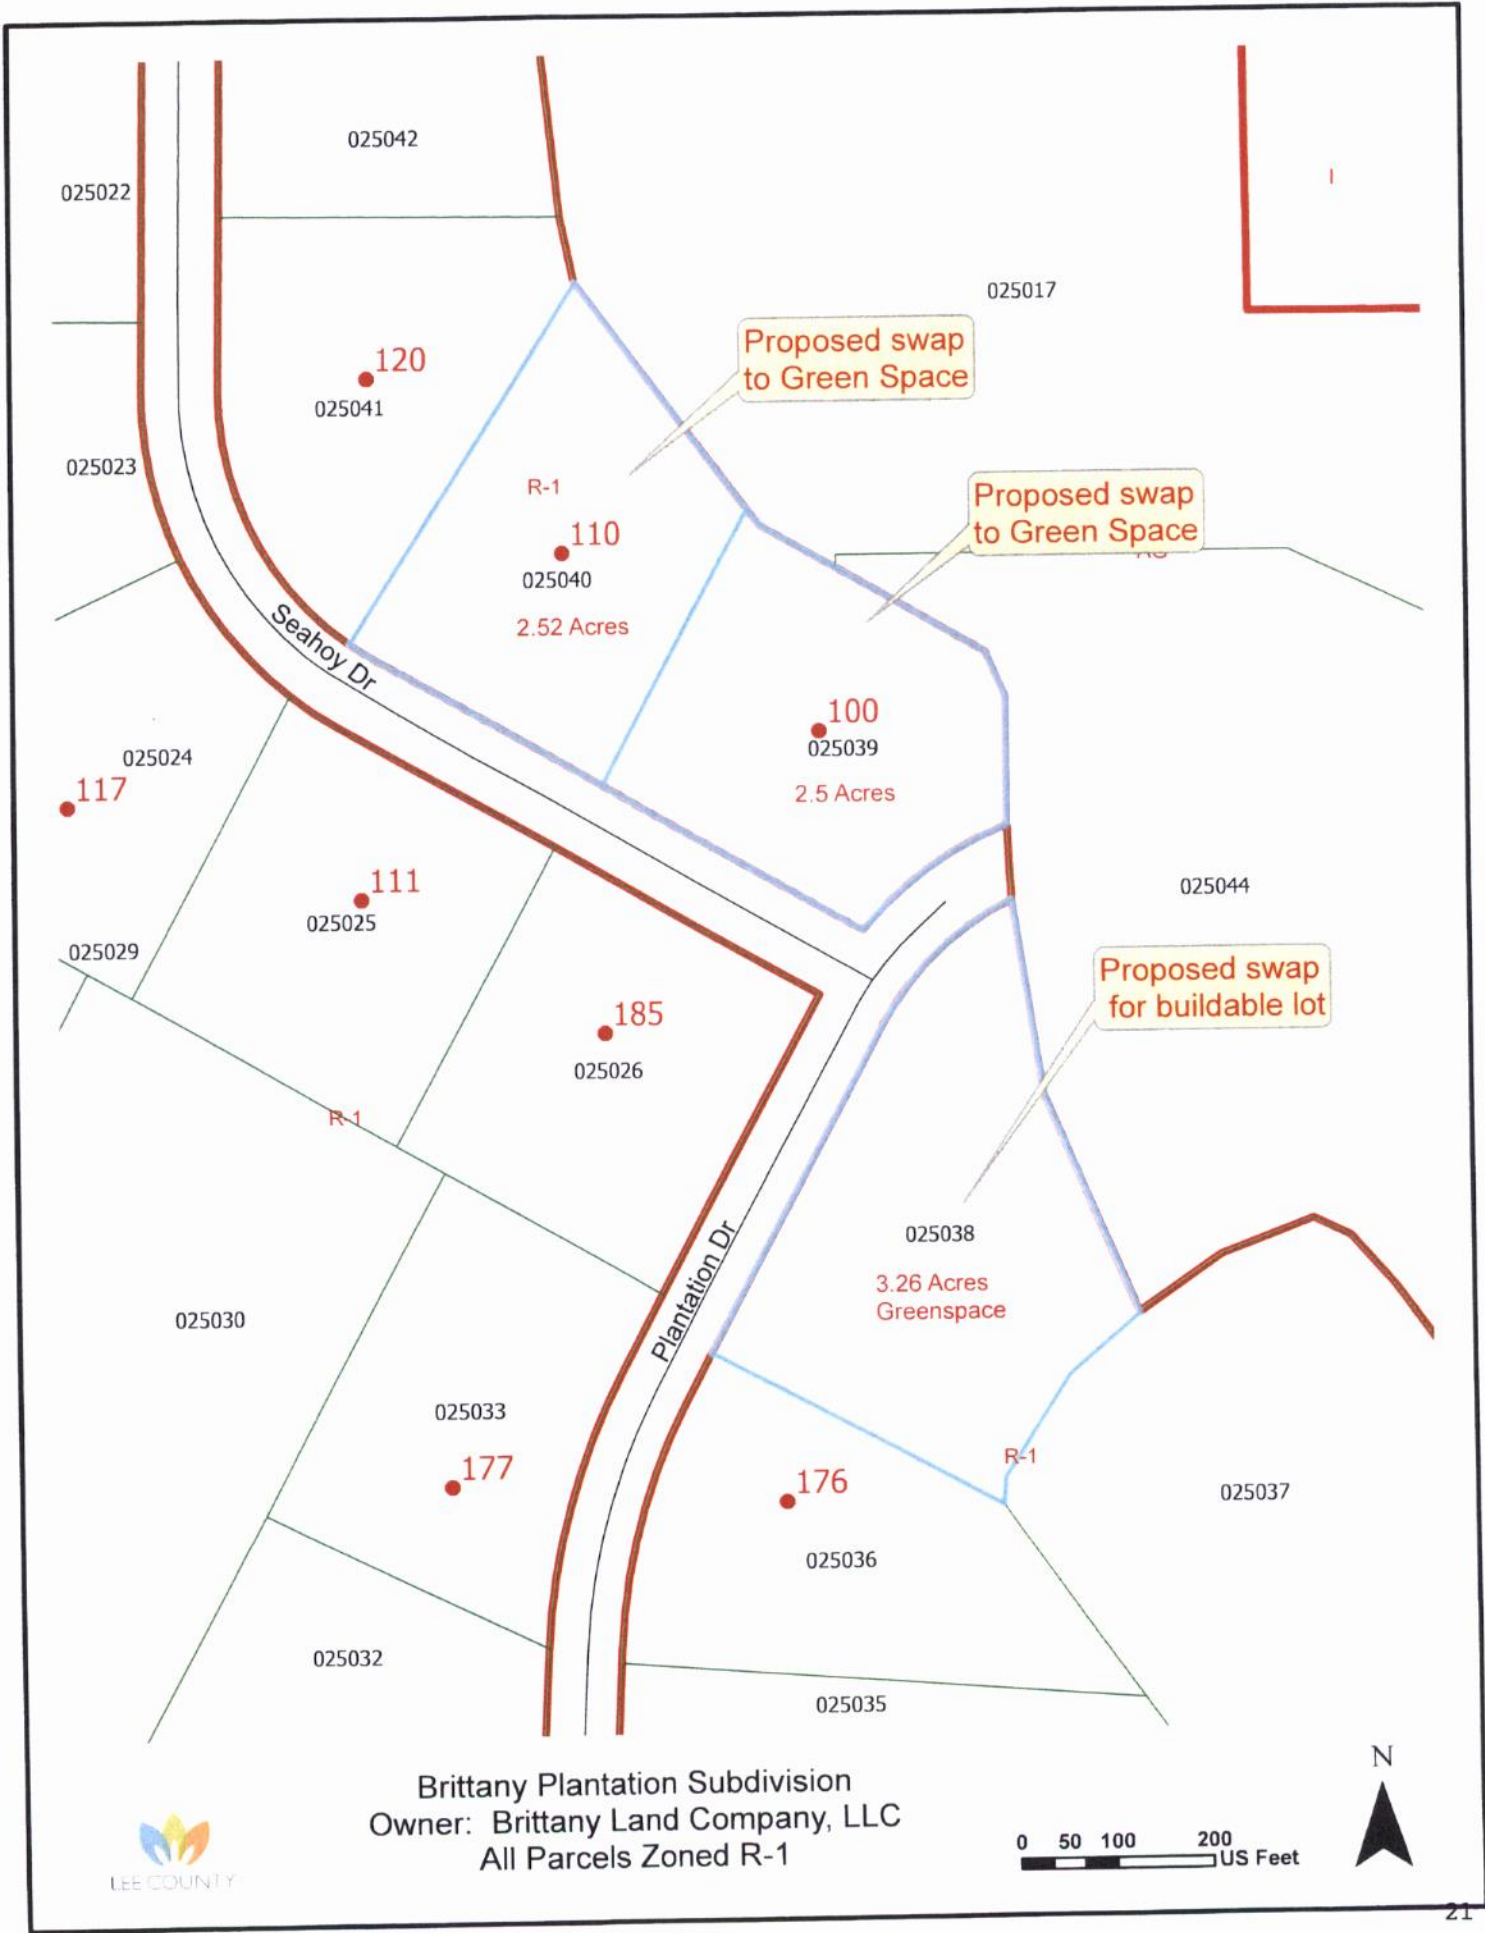 025042
025022
I
025017
Proposed swap
to Green Space
120
025041
025023
R-1
Proposed swap
to Green Space
110
025040
2.52 Acres
Seahoy Dr
100
025039
2.5 Acres
025024
117
111
025025
025044
025029
Proposed swap
for buildable lot
185
025026
R-1
025038
3.26 Acres
Greenspace
Plantation Dr
025030
025033
177
R-1
176
025037
025036
025032
025035
Brittany Plantation Subdivision
Owner: Brittany Land Company, LLC
All Parcels Zoned R-1
LEE COUNTY
N
0 50 100 200
US Feet
21